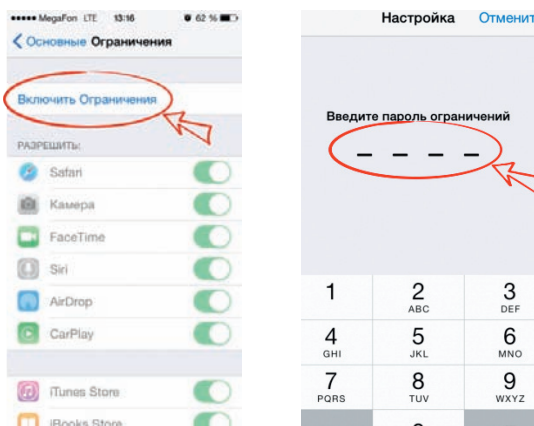 MegaFon LTE 13:16 62 %
Основные Ограничения
Включить Ограничения
РАЗРЕШИТЬ:
Safari
Камера
FaceTime
Siri
AirDrop
CarPlay
iTunes Store
iBooks Store
Настройка Отменить
Введите пароль ограничений
1 2 3
ABC DEF
4 5 6
GHI JKL MNO
7 8 9
PQRS TUV WXYZ